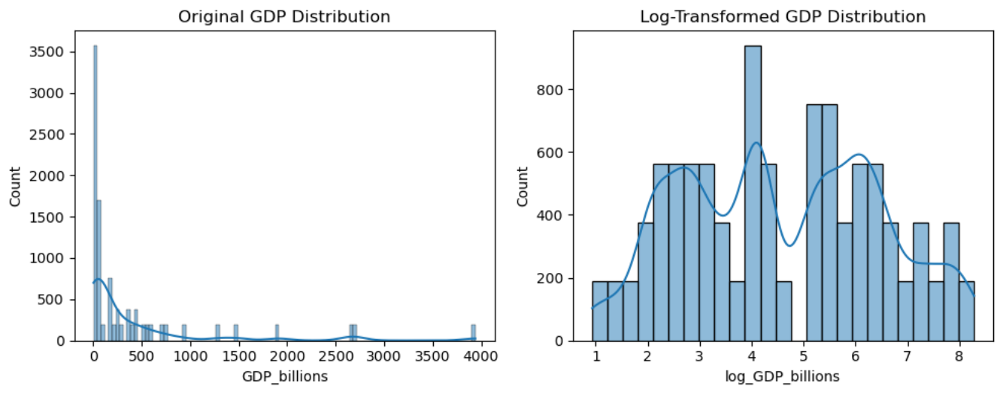 Original GDP Distribution
Count
3500
3000
2500
2000
1500
1000
500
0
0 500 1000 1500 2000 2500 3000 3500 4000
GDP_billions
Log-Transformed GDP Distribution
Count
800
600
400
200
0
1 2 3 4 5 6 7 8
log_GDP_billions